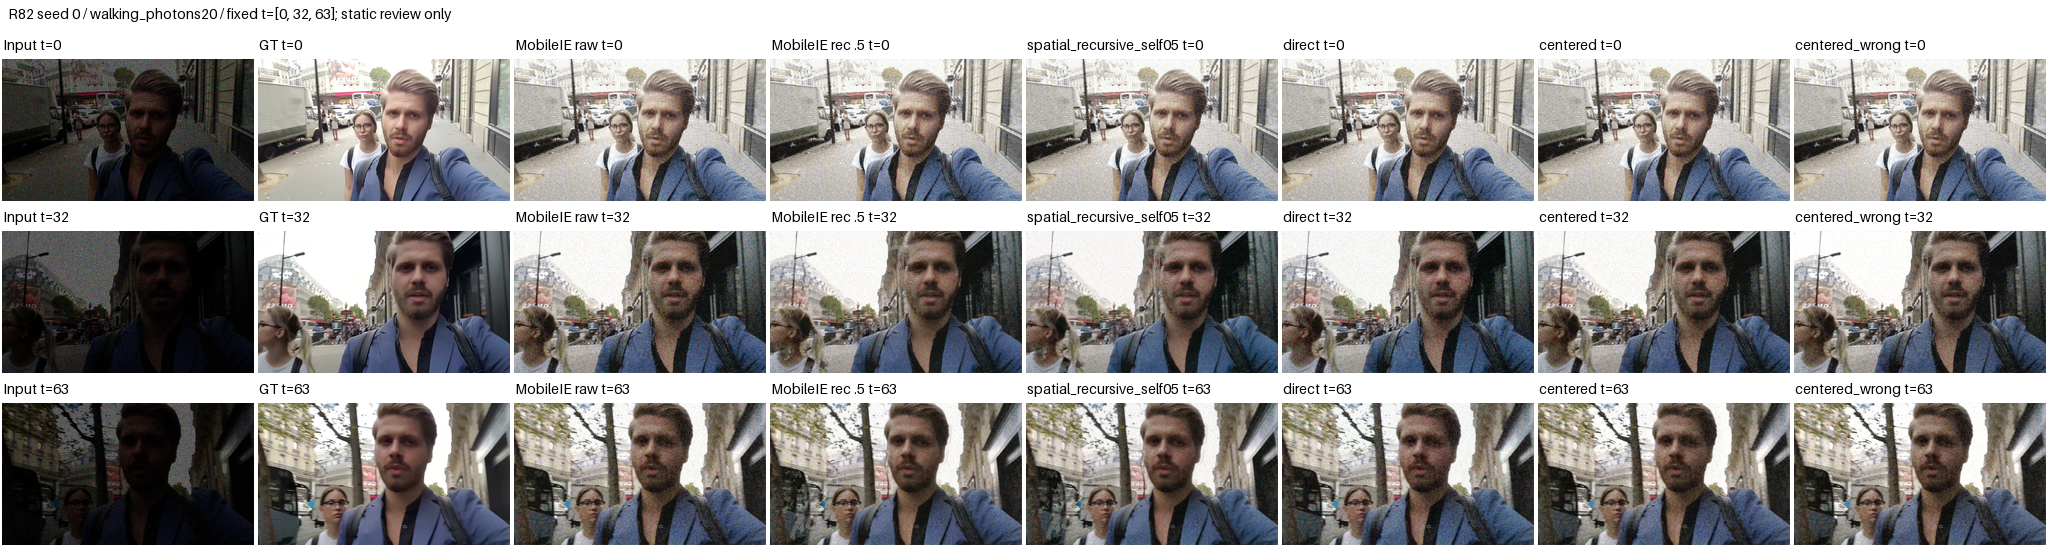 R82 seed 0 / walking_photons20 / fixed t=[0, 32, 63]; static review only
Input t=0
GT t=0
MobileIE raw t=0
MobileIE rec .5 t=0
spatial_recursive_self05 t=0
direct t=0
centered t=0
centered_wrong t=0
Input t=32
GT t=32
MobileIE raw t=32
MobileIE rec .5 t=32
spatial_recursive_self05 t=32
direct t=32
centered t=32
centered_wrong t=32
Input t=63
GT t=63
MobileIE raw t=63
MobileIE rec .5 t=63
spatial_recursive_self05 t=63
direct t=63
centered t=63
centered_wrong t=63